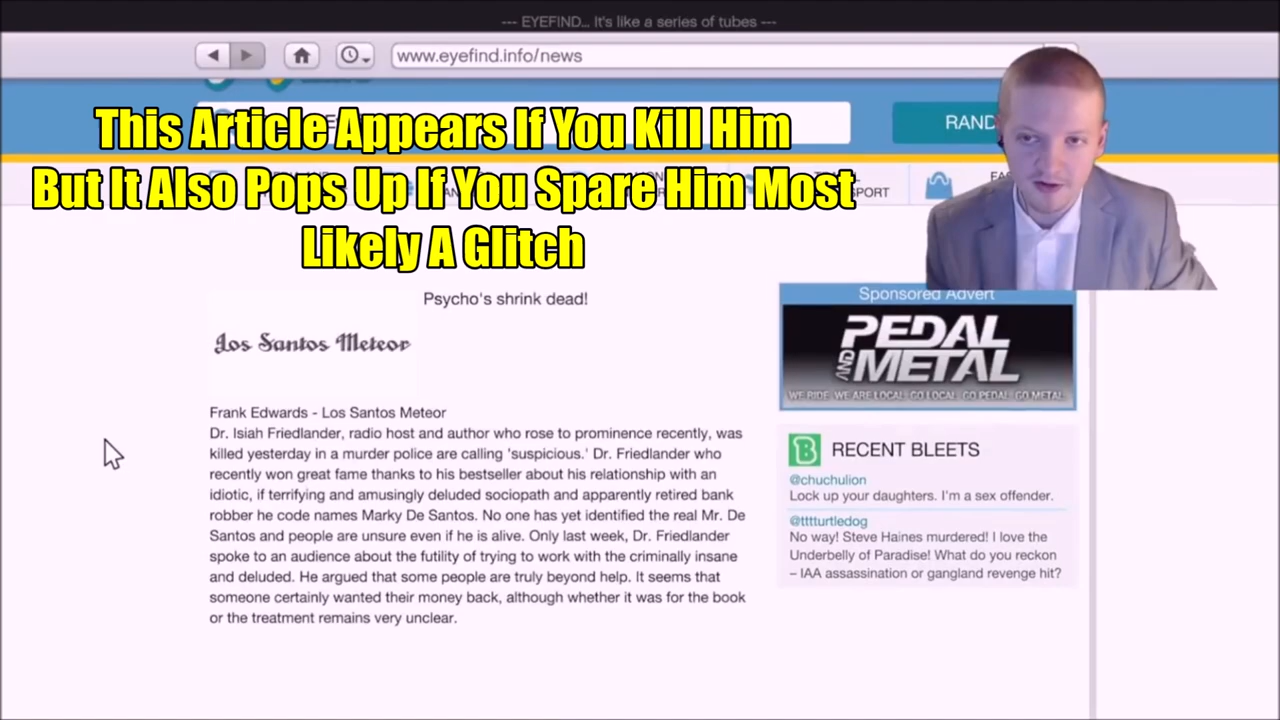 --- EYEFIND... It's like a series of tubes ---
www.eyefind.info/news
This Article Appears If You Kill Him
RAND
But It Also Pops Up If You Spare Him Most
SPORT
Likely A Glitch
Psycho's shrink dead!
Los Santos Meteor
Frank Edwards - Los Santos Meteor
Dr. Isiah Friedlander, radio host and author who rose to prominence recently, was
killed yesterday in a murder police are calling 'suspicious.' Dr. Friedlander who
recently won great fame thanks to his bestseller about his relationship with an
idiotic, if terrifying and amusingly deluded sociopath and apparently retired bank
robber he code names Marky De Santos. No one has yet identified the real Mr. De
Santos and people are unsure even if he is alive. Only last week, Dr. Friedlander
spoke to an audience about the futility of trying to work with the criminally insane
and deluded. He argued that some people are truly beyond help. It seems that
someone certainly wanted their money back, although whether it was for the book
or the treatment remains very unclear.
Sponsored Advert
PEDAL
AND METAL
WE RIDE. WE ARE LOCAL. GO LOCAL. GO PEDAL. GO METAL.
RECENT BLEETS
@chuchulion
Lock up your daughters. I'm a sex offender.
@tttturtledog
No way! Steve Haines murdered! I love the
Underbelly of Paradise! What do you reckon
– IAA assassination or gangland revenge hit?